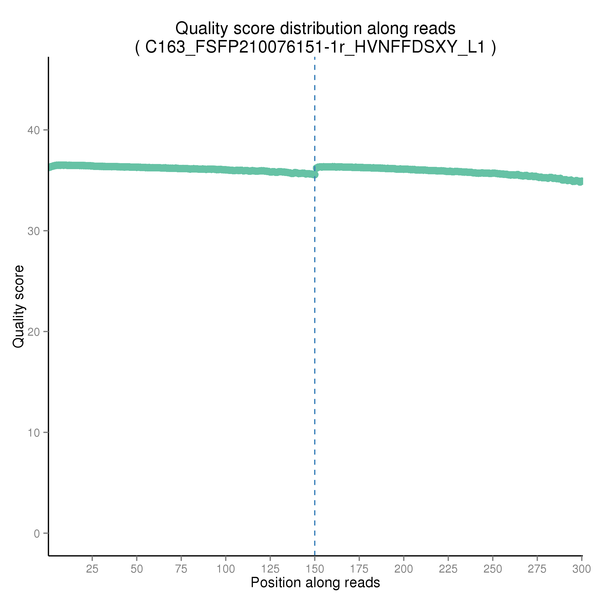 Quality score distribution along reads
( C163_FSFP210076151-1r_HVNFFDSXY_L1 )
Quality score
40
30
20
10
0
25 50 75 100 125 150 175 200 225 250 275 300
Position along reads